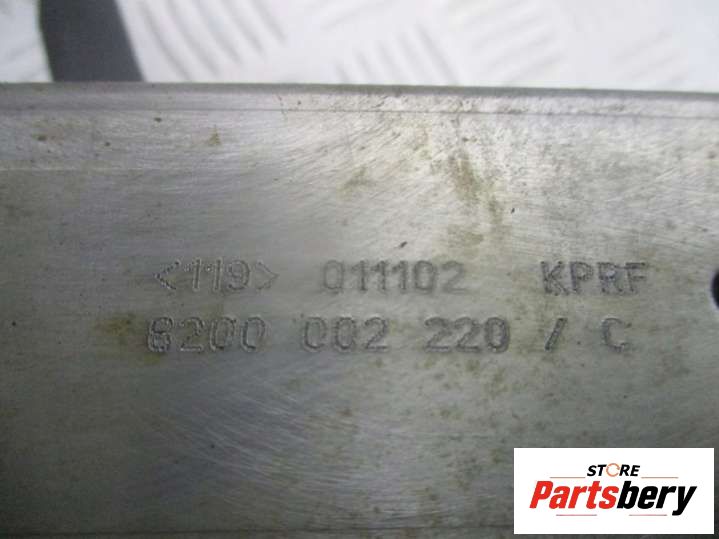 <119> 011102 KPRF
8200 002 220 / C
STORE
Partsbery